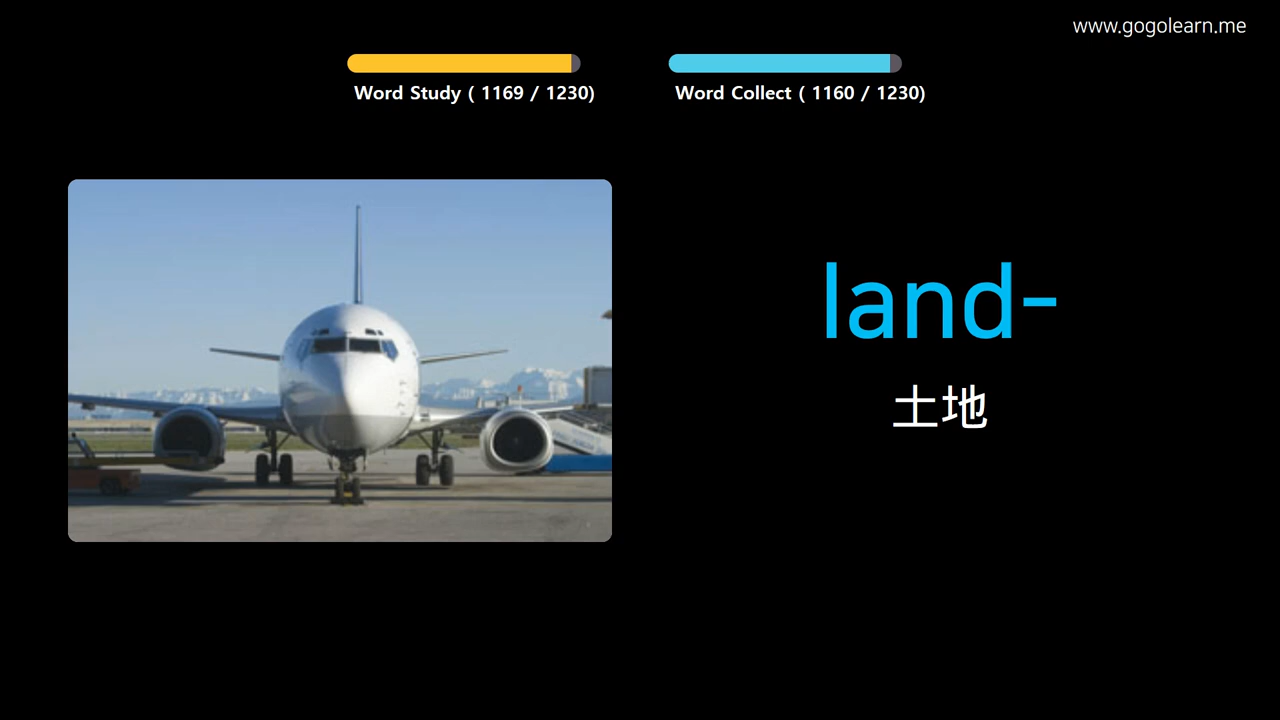 www.gogolearn.me
Word Study ( 1169 / 1230)
Word Collect ( 1160 / 1230)
land-
土地